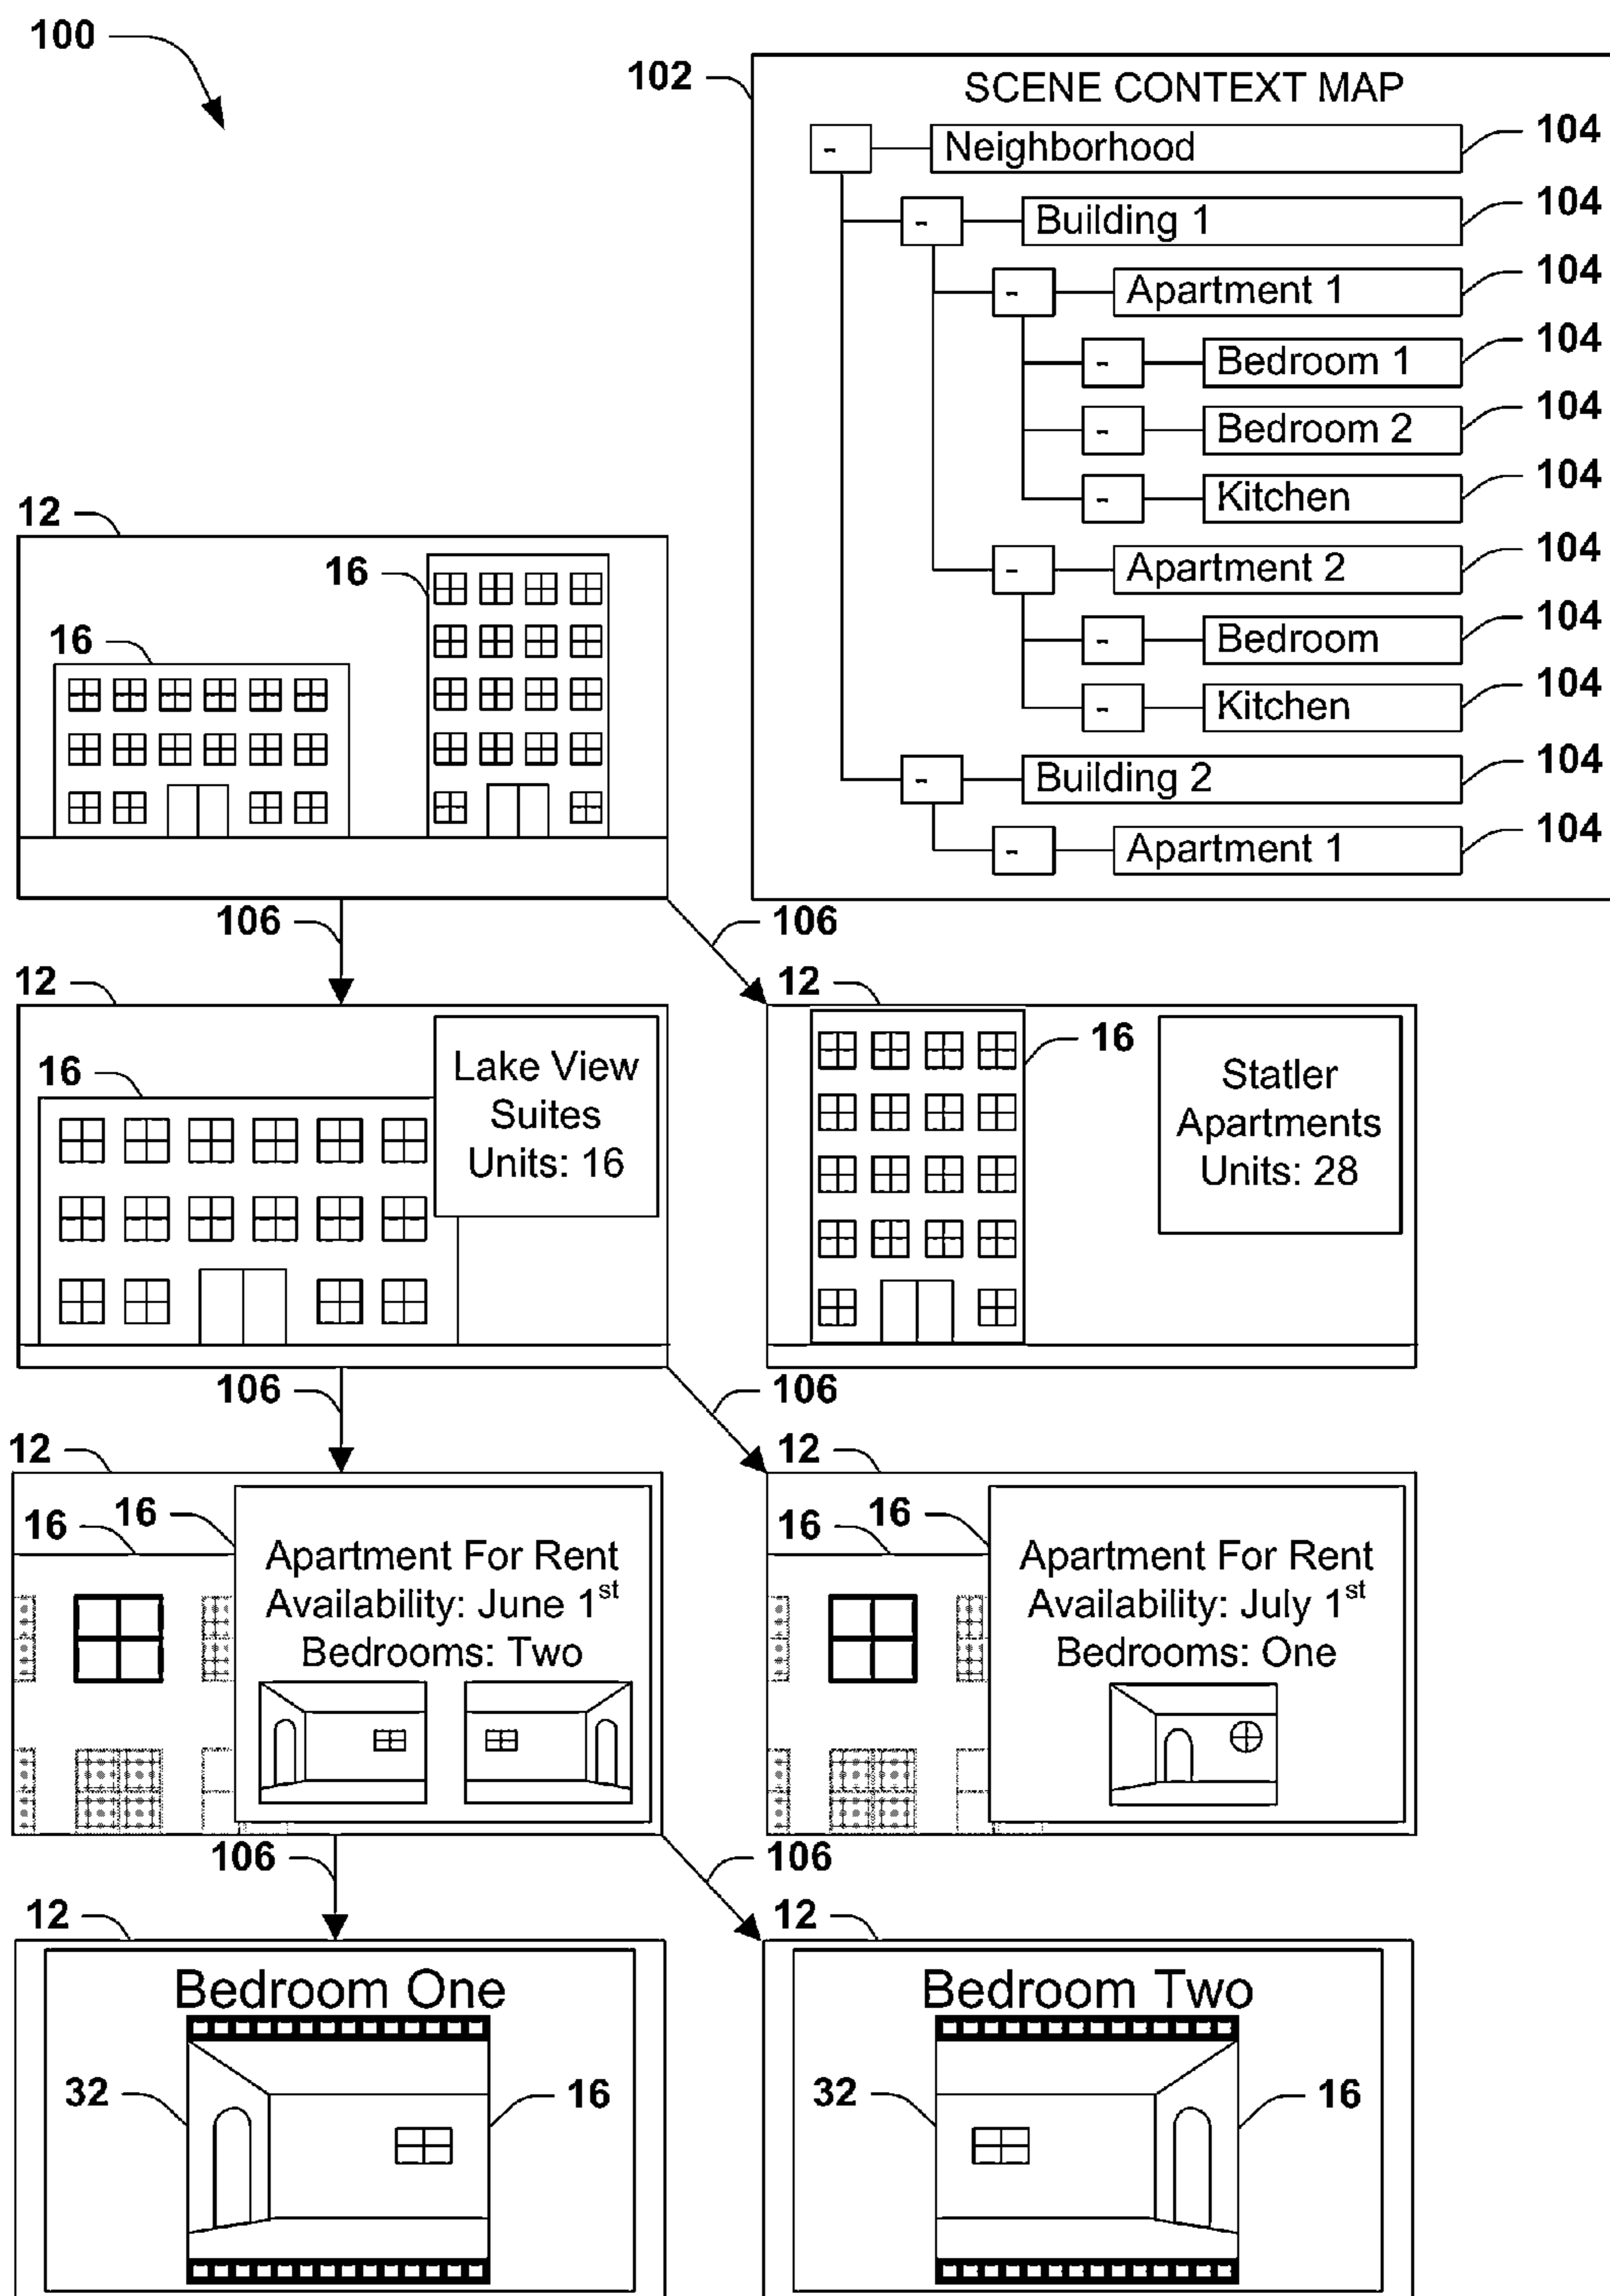 100
102
SCENE CONTEXT MAP
- Neighborhood 104
- Building 1 104
- Apartment 1 104
- Bedroom 1 104
- Bedroom 2 104
- Kitchen 104
- Apartment 2 104
- Bedroom 104
- Kitchen 104
- Building 2 104
- Apartment 1 104
12
16
16
106
106
12
16
Lake View
Suites
Units: 16
12
16
Statler
Apartments
Units: 28
106
106
12
16
16
Apartment For Rent
Availability: June 1st
Bedrooms: Two
12
16
16
Apartment For Rent
Availability: July 1st
Bedrooms: One
106
106
12
Bedroom One
32
16
12
Bedroom Two
32
16